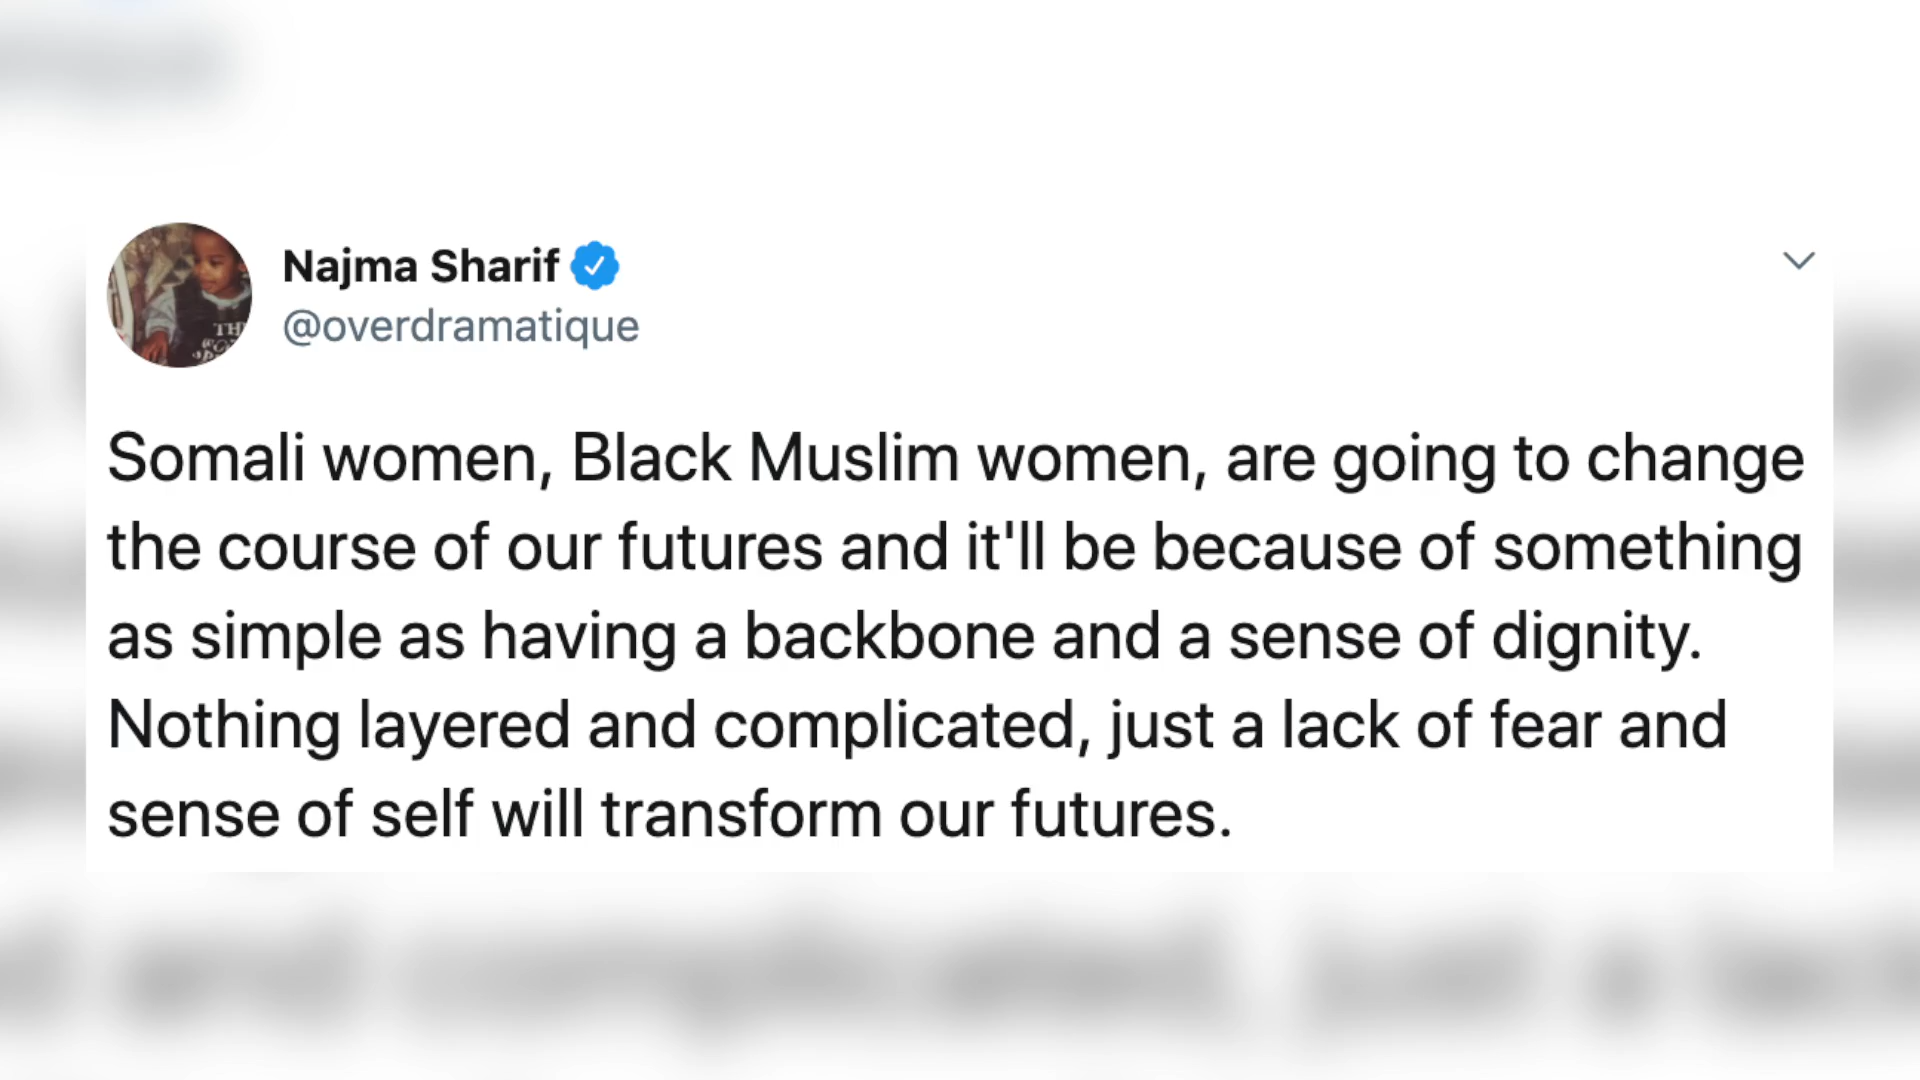 Najma Sharif
@overdramatique
Somali women, Black Muslim women, are going to change
the course of our futures and it'll be because of something
as simple as having a backbone and a sense of dignity.
Nothing layered and complicated, just a lack of fear and
sense of self will transform our futures.